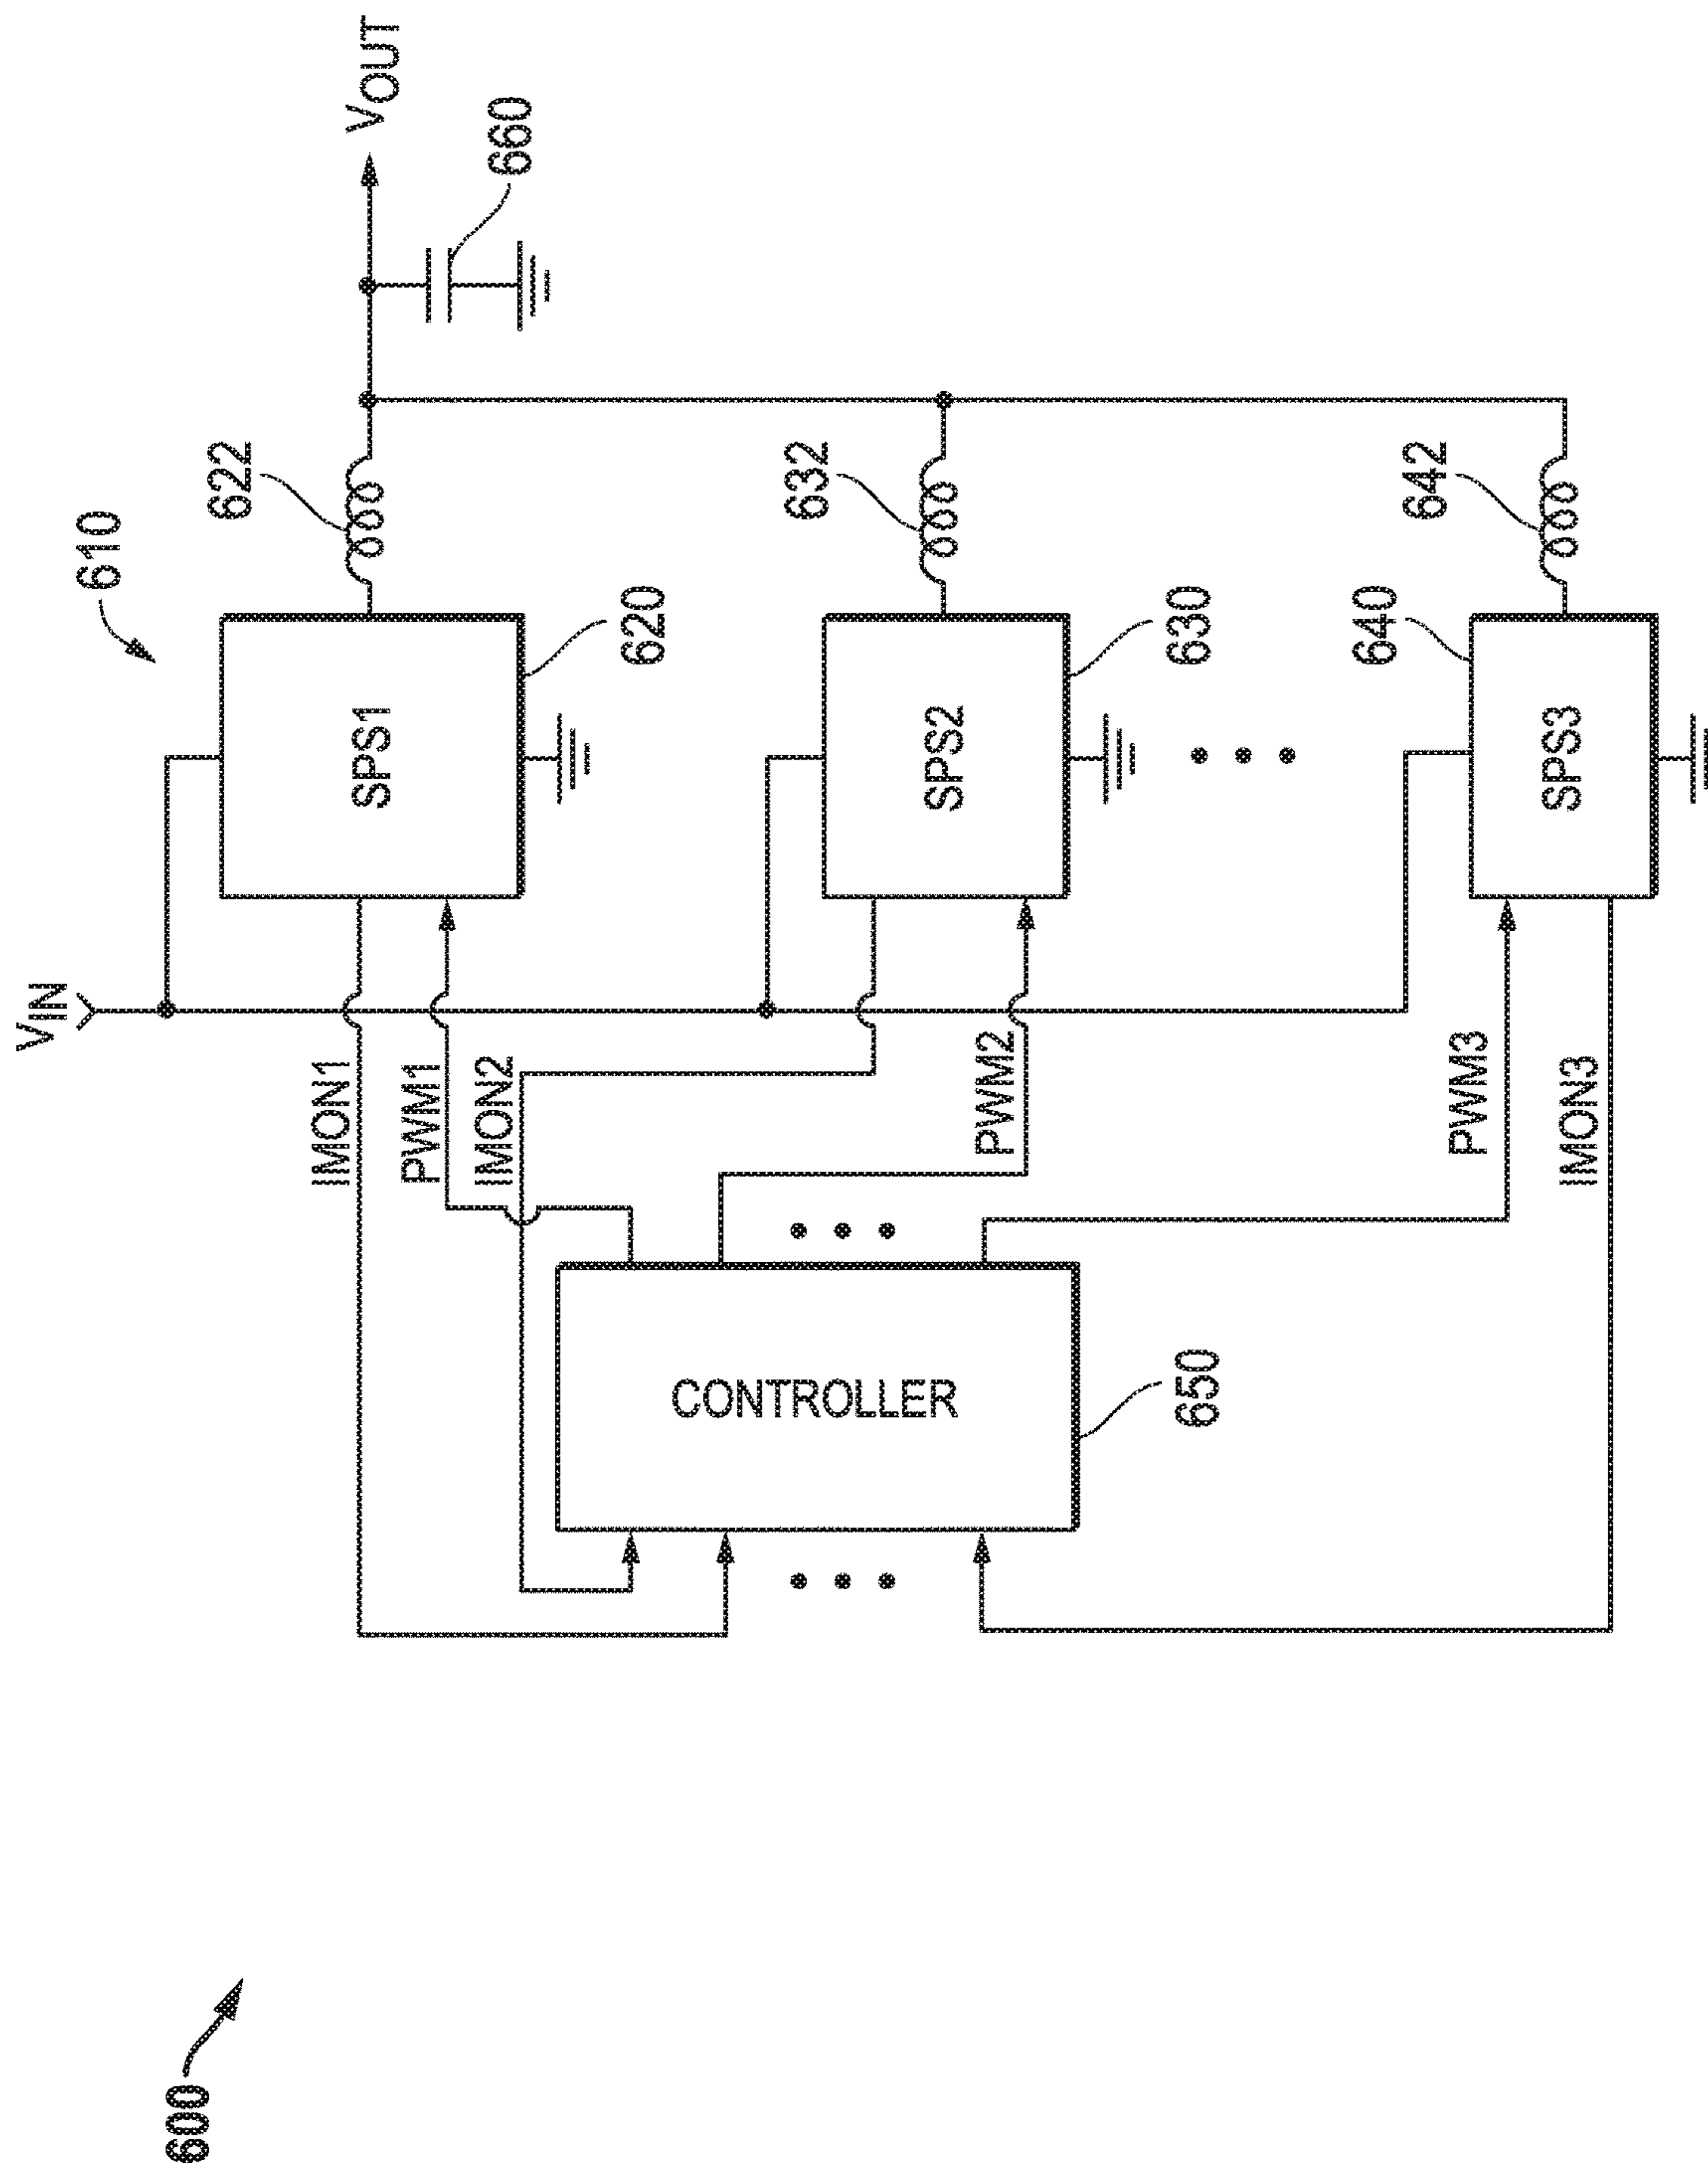 600
610
VIN
VOUT
IMON1
PWM1
IMON2
PWM2
PWM3
IMON3
SPS1
620
622
660
SPS2
630
632
SPS3
640
642
CONTROLLER
650